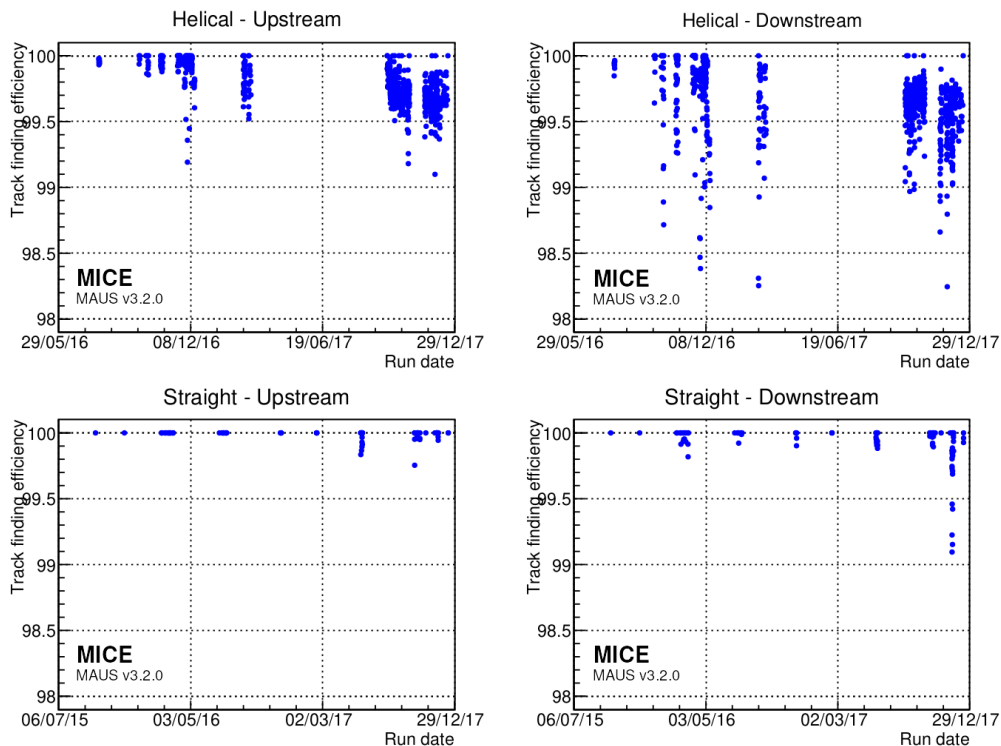 Helical - Upstream
Track finding efficiency
100
99.5
99
98.5
98
MICE
MAUS v3.2.0
29/05/16 08/12/16 19/06/17 29/12/17
Run date
Helical - Downstream
Track finding efficiency
100
99.5
99
98.5
98
MICE
MAUS v3.2.0
29/05/16 08/12/16 19/06/17 29/12/17
Run date
Straight - Upstream
Track finding efficiency
100
99.5
99
98.5
98
MICE
MAUS v3.2.0
06/07/15 03/05/16 02/03/17 29/12/17
Run date
Straight - Downstream
Track finding efficiency
100
99.5
99
98.5
98
MICE
MAUS v3.2.0
06/07/15 03/05/16 02/03/17 29/12/17
Run date